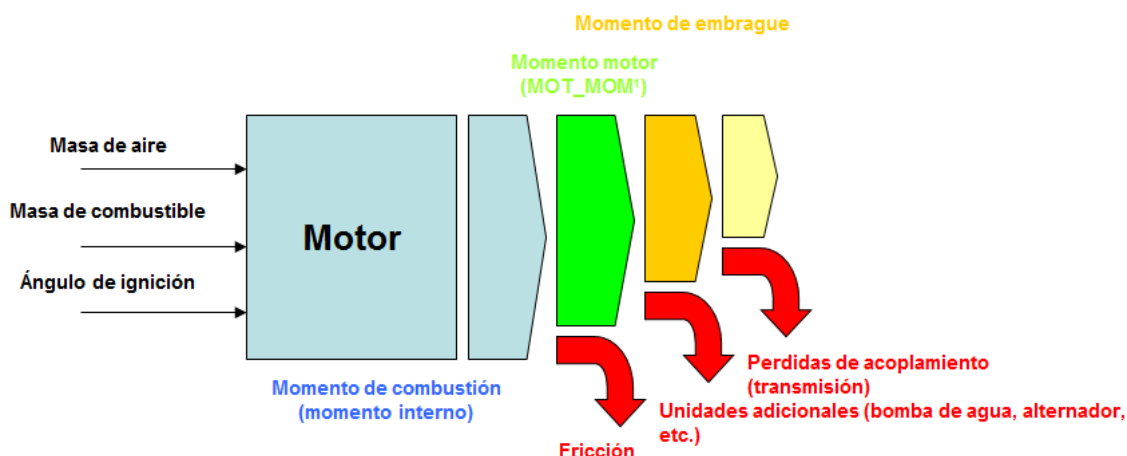 Momento de embrague
Momento motor
(MOT_MOM¹)
Masa de aire
Masa de combustible
Motor
Ángulo de ignición
Momento de combustión
(momento interno)
Perdidas de acoplamiento
(transmisión)
Unidades adicionales (bomba de agua, alternador,
etc.)
Fricción